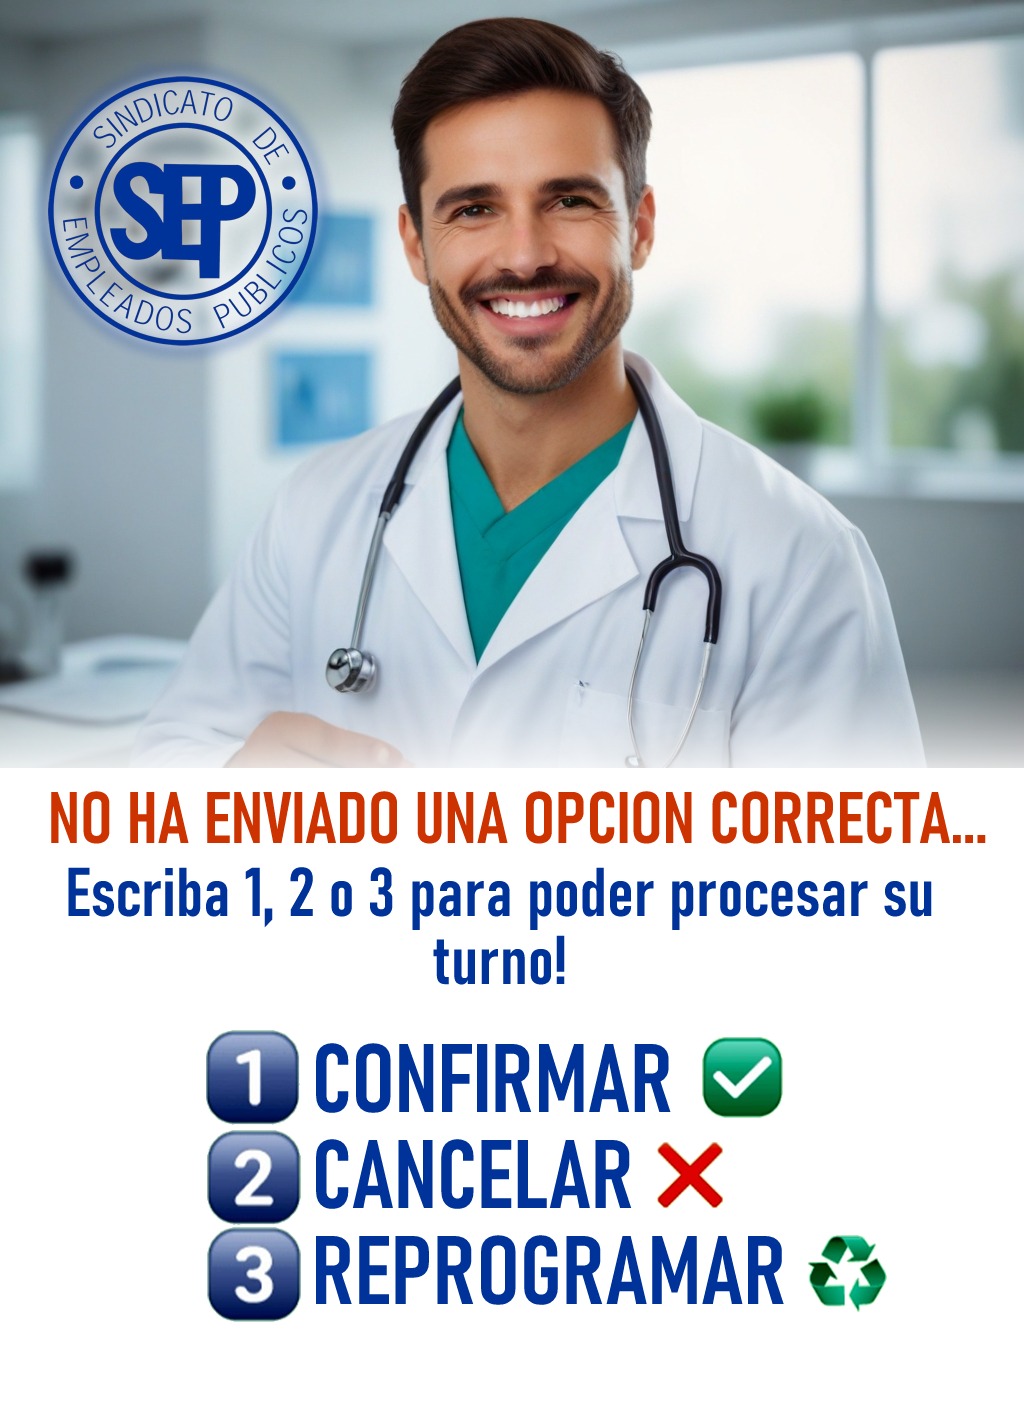 SINDICATO DE
SEP
EMPLEADOS PUBLICOS
NO HA ENVIADO UNA OPCION CORRECTA...
Escriba 1, 2 o 3 para poder procesar su
turno!
1 CONFIRMAR
2 CANCELAR
3 REPROGRAMAR